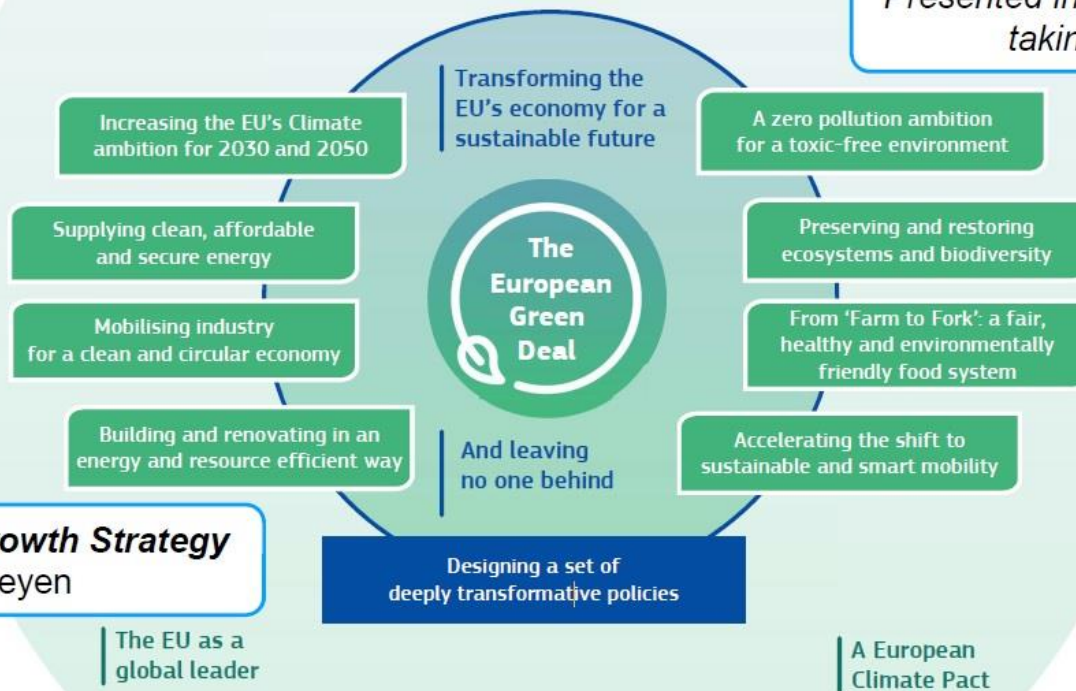 Presented in
takin
Transforming the
EU's economy for a
sustainable future
Increasing the EU's Climate
ambition for 2030 and 2050
A zero pollution ambition
for a toxic-free environment
Supplying clean, affordable
and secure energy
Preserving and restoring
ecosystems and biodiversity
The
European
Green
Deal
Mobilising industry
for a clean and circular economy
From 'Farm to Fork': a fair,
healthy and environmentally
friendly food system
Building and renovating in an
energy and resource efficient way
Accelerating the shift to
sustainable and smart mobility
And leaving
no one behind
owth Strategy
eyen
Designing a set of
deeply transformative policies
The EU as a
global leader
A European
Climate Pact